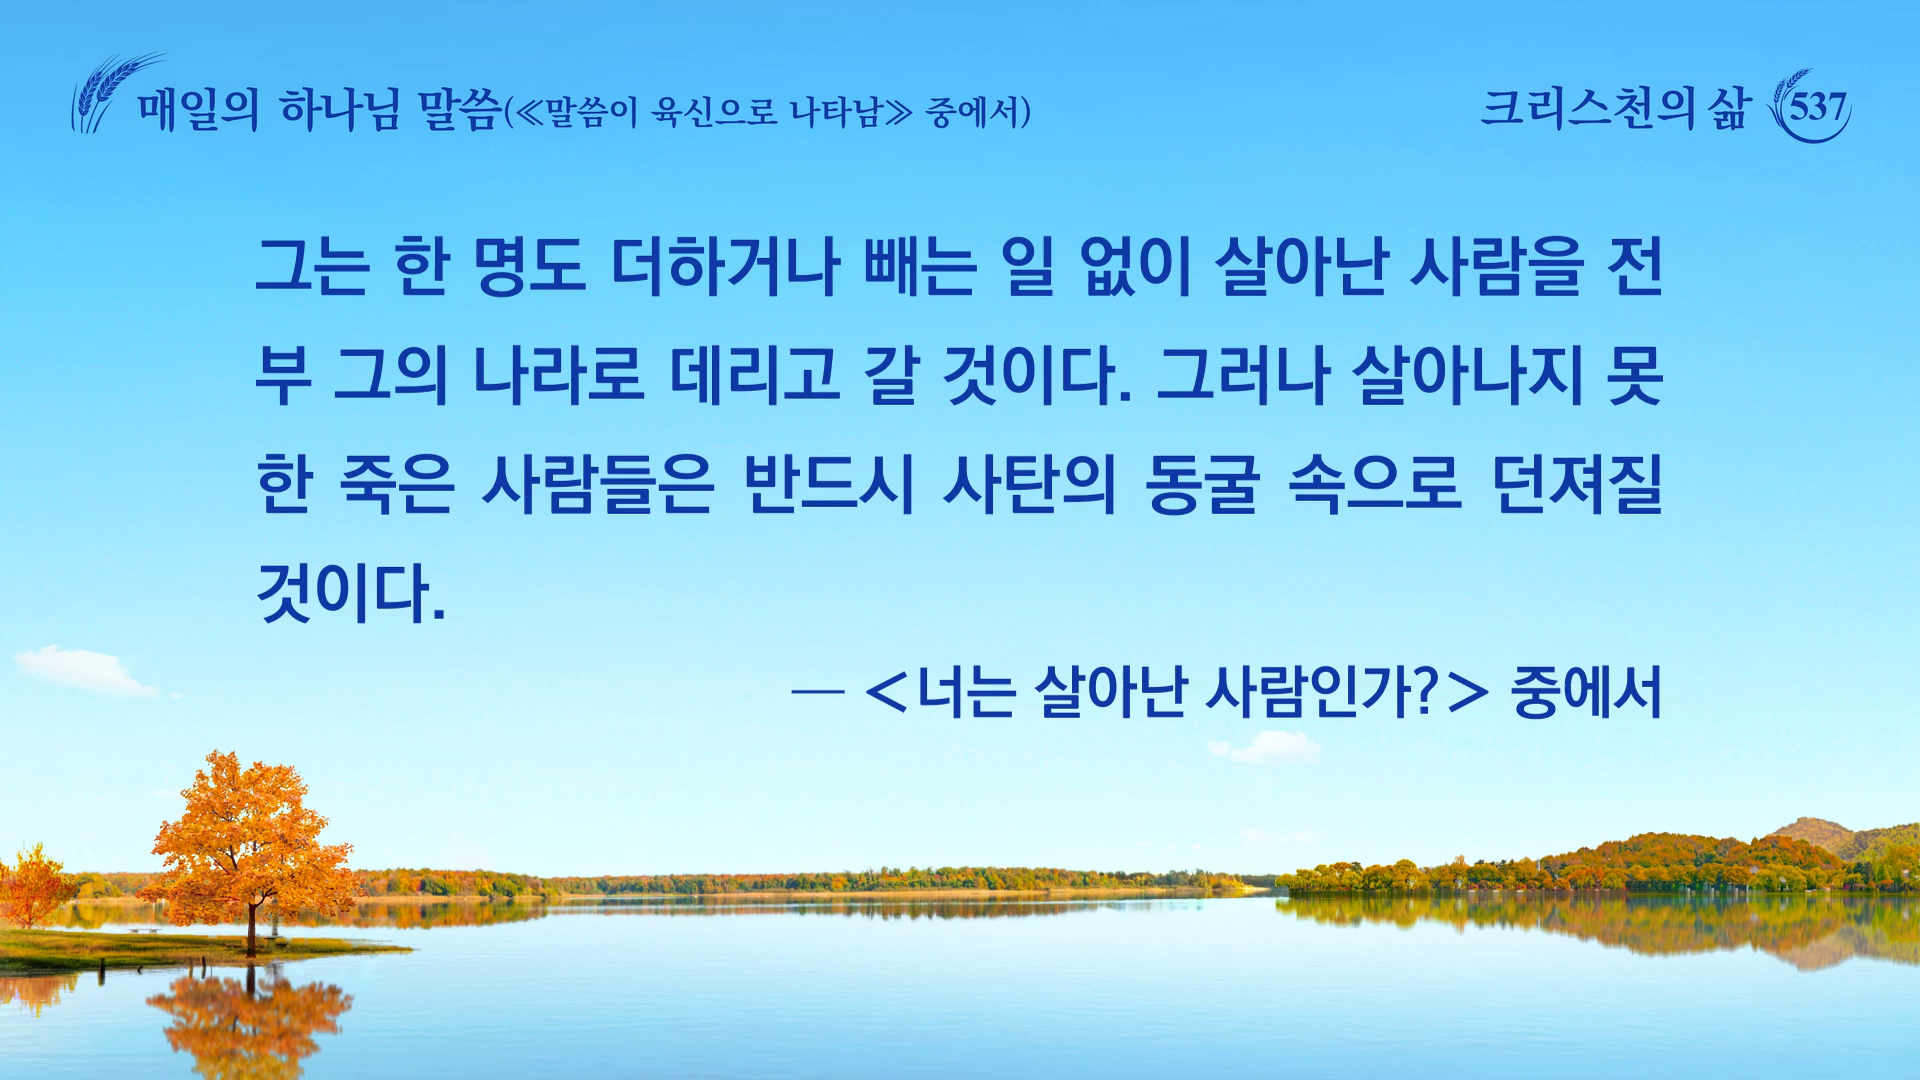 매일의 하나님 말씀(≪말씀이 육신으로 나타남≫ 중에서)
크리스천의 삶 537
그는 한 명도 더하거나 빼는 일 없이 살아난 사람을 전
부 그의 나라로 데리고 갈 것이다. 그러나 살아나지 못
한 죽은 사람들은 반드시 사탄의 동굴 속으로 던져질
것이다.
— <너는 살아난 사람인가?> 중에서